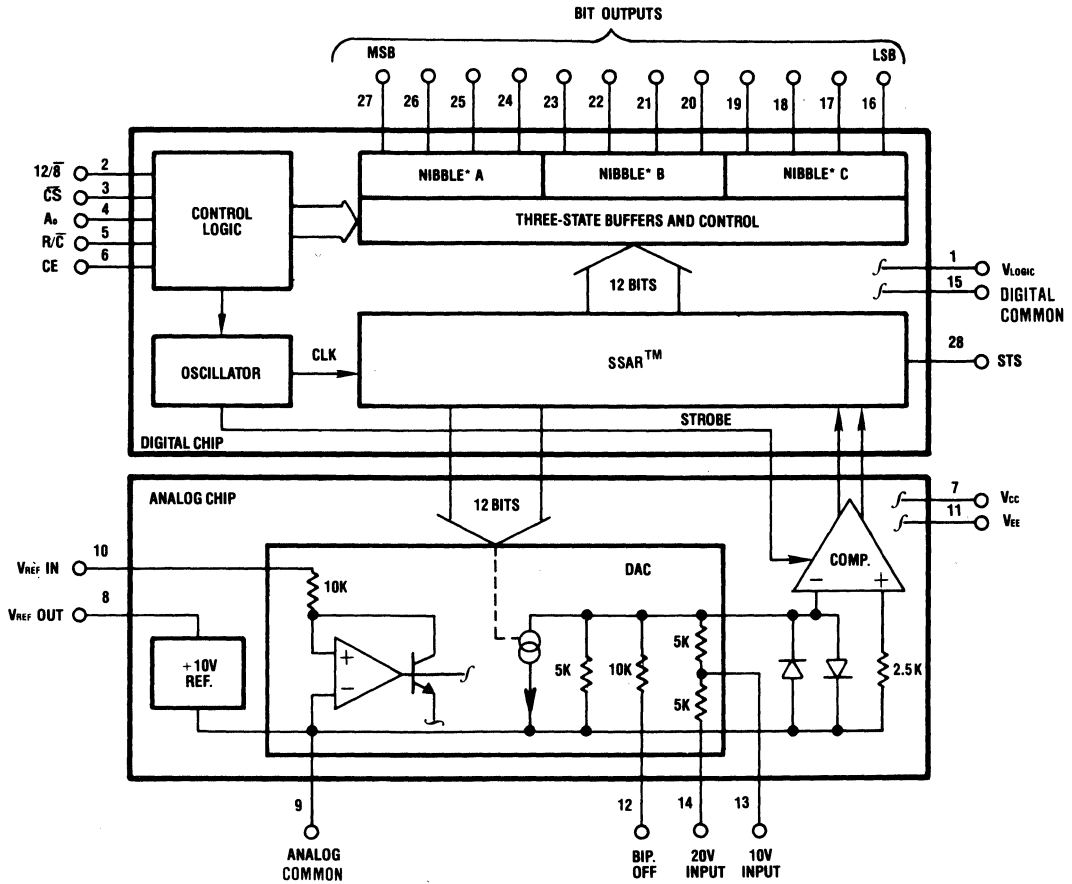 BIT OUTPUTS
MSB
LSB
27 26 25 24 23 22 21 20 19 18 17 16
12/8̅ 2
C̅S̅ 3
A₀ 4
R/C̅ 5
CE 6
CONTROL
LOGIC
NIBBLE* A
NIBBLE* B
NIBBLE* C
THREE-STATE BUFFERS AND CONTROL
12 BITS
1 VLOGIC
15 DIGITAL
COMMON
OSCILLATOR
CLK
SSAR™
28 STS
STROBE
DIGITAL CHIP
ANALOG CHIP
12 BITS
7 VCC
11 VEE
COMP.
− +
10
VREF IN
8
VREF OUT
+10V
REF.
DAC
10K
+
−
5K
10K
5K
5K
2.5K
9
ANALOG
COMMON
12
BIP.
OFF
14
20V
INPUT
13
10V
INPUT